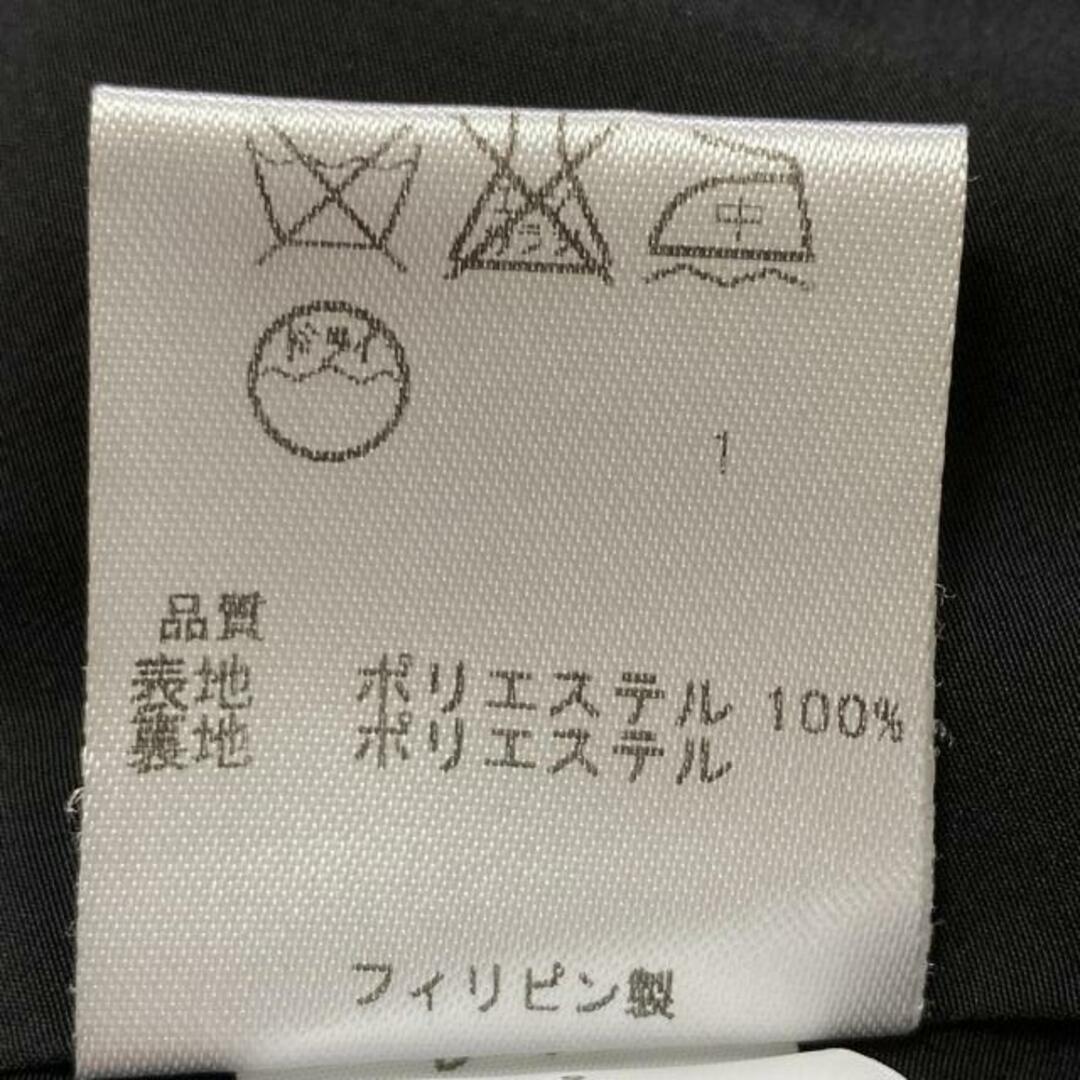 中
ドライ
1
品質
表地 ポリエステル 100%
裏地 ポリエステル
フィリピン製